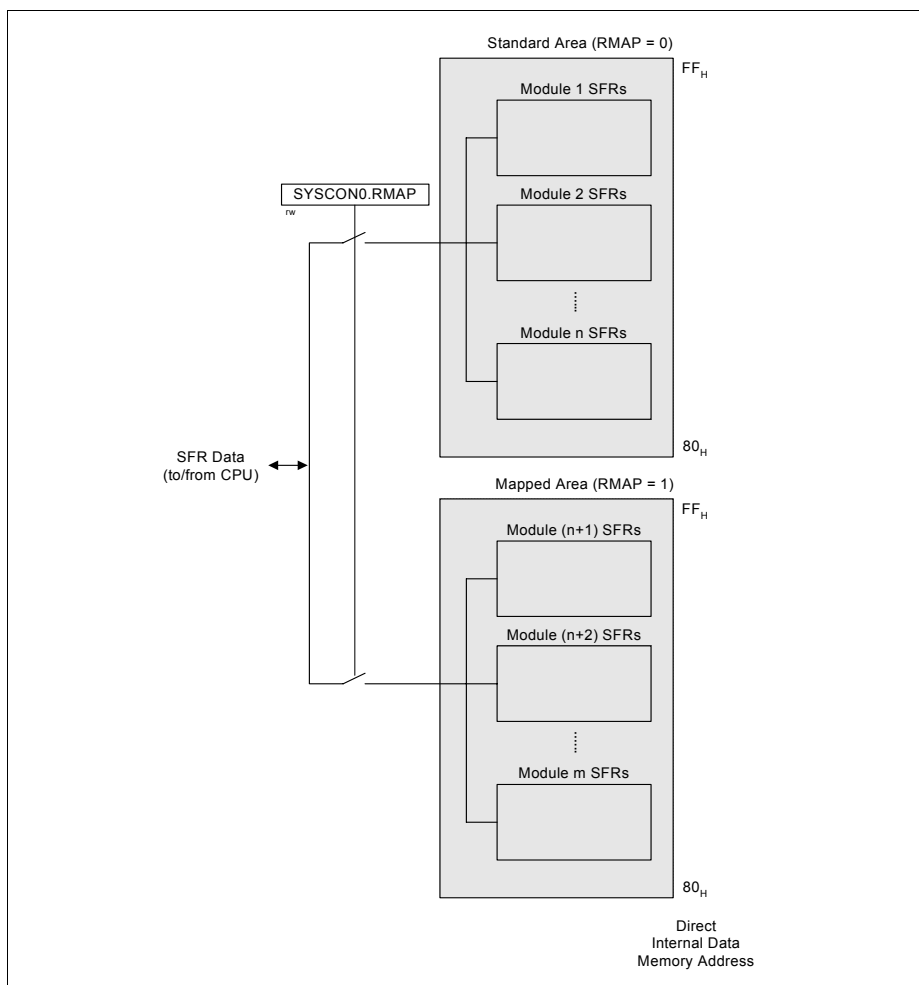 Standard Area (RMAP = 0)
FFH
Module 1 SFRs
SYSCON0.RMAP
rw
Module 2 SFRs
Module n SFRs
80H
SFR Data
(to/from CPU)
Mapped Area (RMAP = 1)
FFH
Module (n+1) SFRs
Module (n+2) SFRs
Module m SFRs
80H
Direct
Internal Data
Memory Address